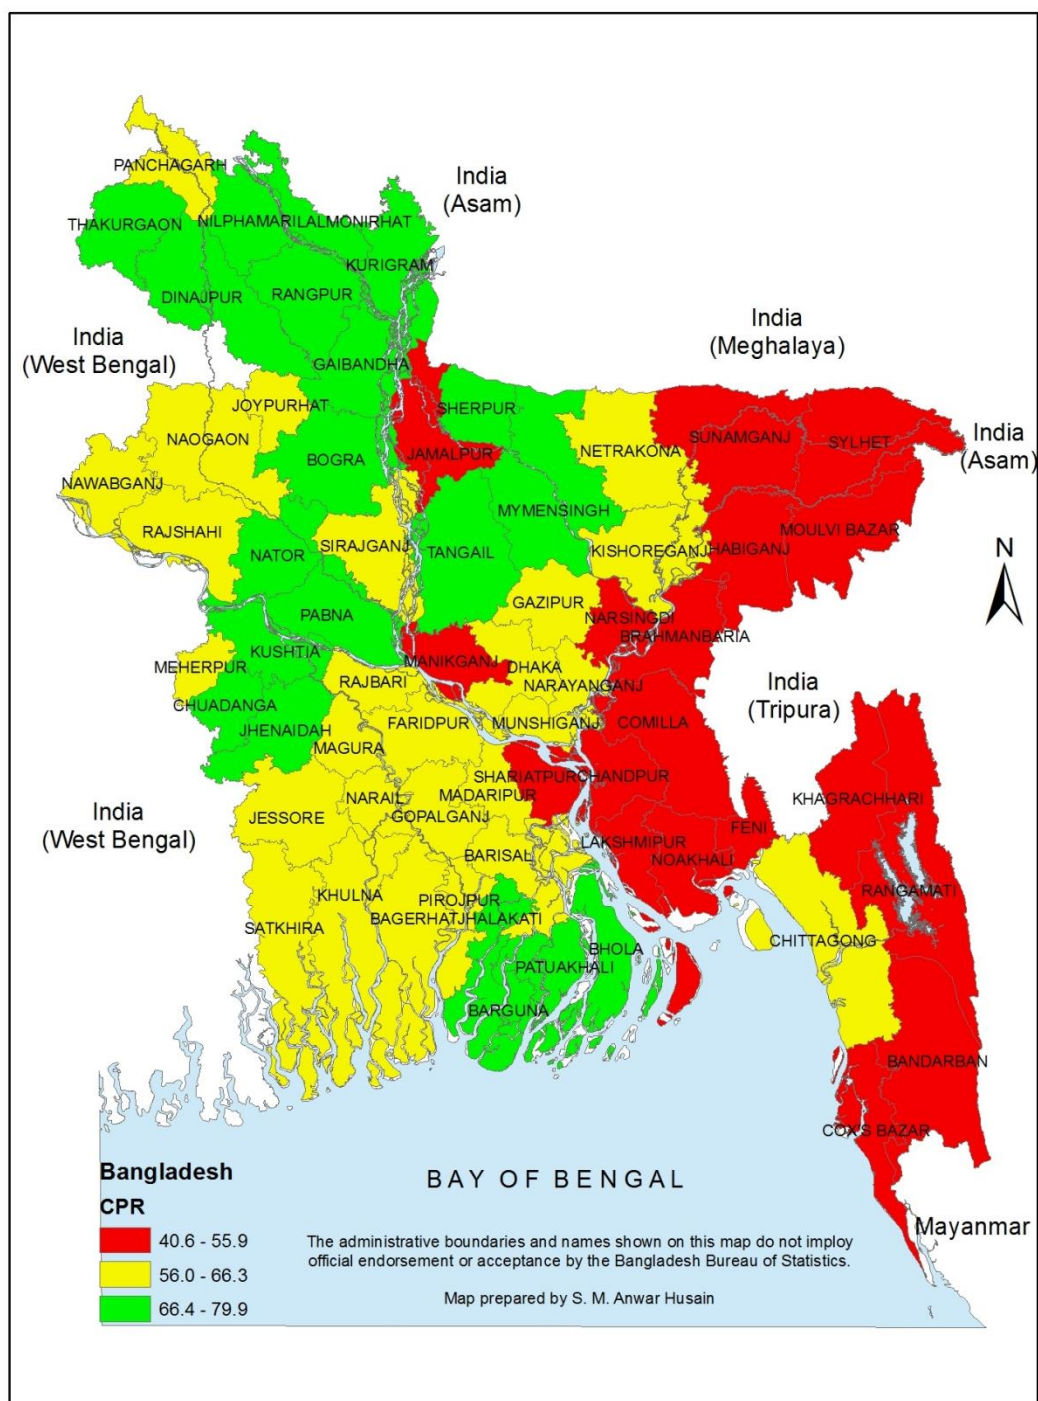 India
(Asam)
PANCHAGARH
THAKURGAON
NILPHAMARI
LALMONIRHAT
KURIGRAM
DINAJPUR
RANGPUR
India
(West Bengal)
GAIBANDHA
India
(Meghalaya)
JOYPURHAT
SHERPUR
NAOGAON
BOGRA
JAMALPUR
NETRAKONA
SUNAMGANJ
SYLHET
India
(Asam)
NAWABGANJ
RAJSHAHI
NATOR
SIRAJGANJ
TANGAIL
MYMENSINGH
KISHOREGANJ
HABIGANJ
MOULVI BAZAR
N
PABNA
GAZIPUR
NARSINGDI
BRAHMANBARIA
MEHERPUR
KUSHTIA
RAJBARI
MANIKGANJ
DHAKA
NARAYANGANJ
India
(Tripura)
CHUADANGA
JHENAIDAH
MAGURA
FARIDPUR
MUNSHIGANJ
COMILLA
India
(West Bengal)
JESSORE
NARAIL
GOPALGANJ
MADARIPUR
SHARIATPUR
CHANDPUR
KHAGRACHHARI
LAKSHMIPUR
FENI
NOAKHALI
BARISAL
RANGAMATI
SATKHIRA
KHULNA
BAGERHAT
PIROJPUR
JHALAKATI
CHITTAGONG
BHOLA
PATUAKHALI
BARGUNA
BANDARBAN
COX'S BAZAR
Mayanmar
BAY OF BENGAL
Bangladesh
CPR
40.6 - 55.9
56.0 - 66.3
66.4 - 79.9
The administrative boundaries and names shown on this map do not imploy
official endorsement or acceptance by the Bangladesh Bureau of Statistics.
Map prepared by S. M. Anwar Husain